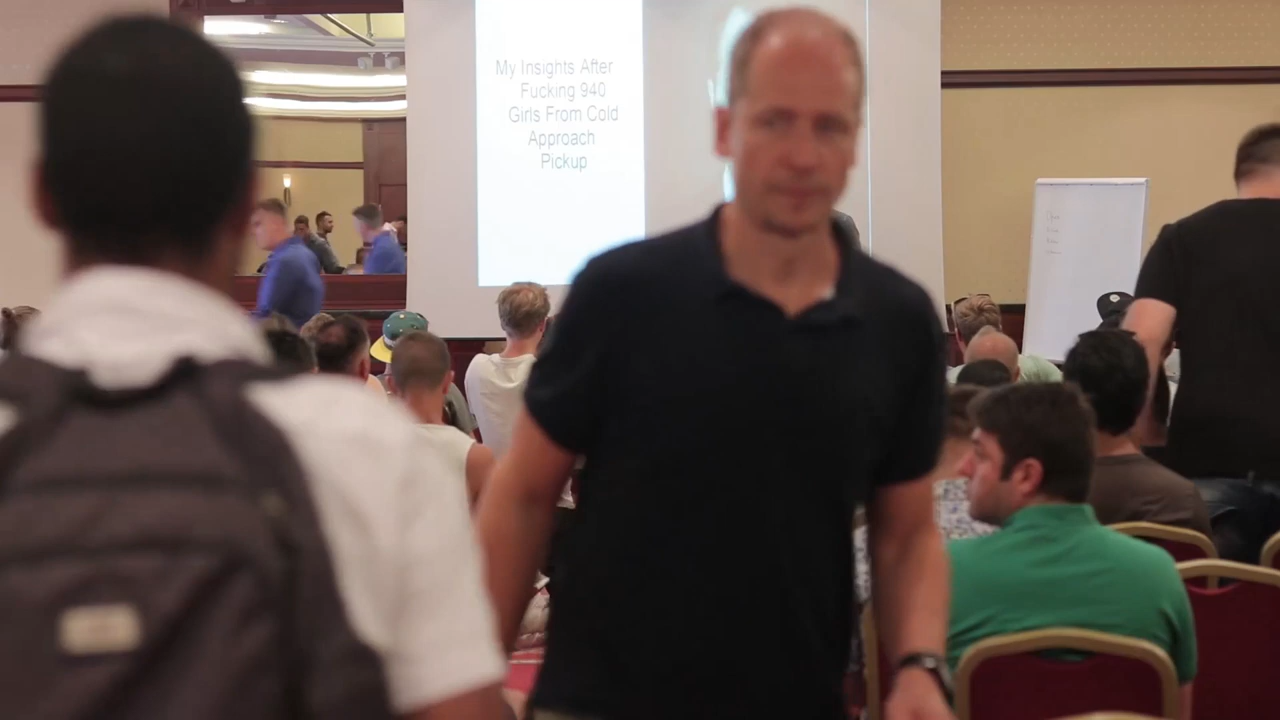 My Insights After
Fucking 940
Girls From Cold
Approach
Pickup